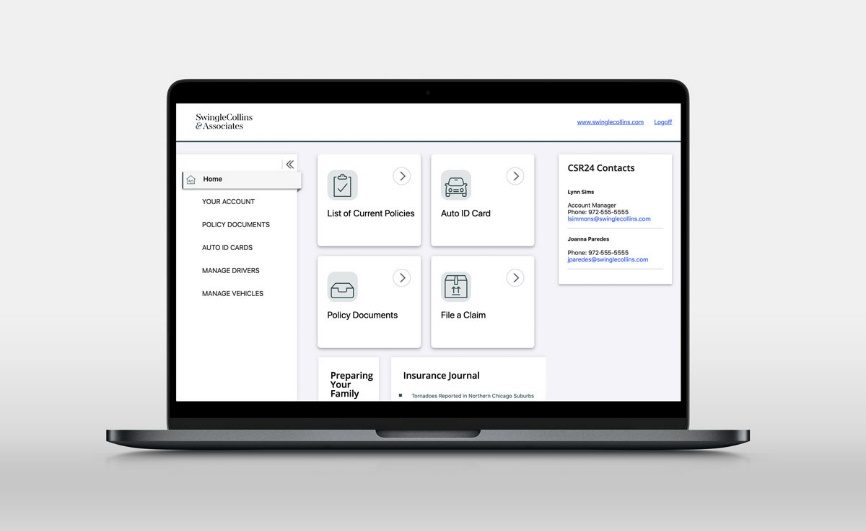 SwingleCollins
& Associates
www.swinglecollins.com Logoff
Home
YOUR ACCOUNT
POLICY DOCUMENTS
AUTO ID CARDS
MANAGE DRIVERS
MANAGE VEHICLES
List of Current Policies
Auto ID Card
Policy Documents
File a Claim
Preparing
Your
Family
Insurance Journal
Tornadoes Reported in Northern Chicago Suburbs
CSR24 Contacts
Lynn Sims
Account Manager
Phone: 972-555-5555
lsimmons@swinglecollins.com
Joanna Paredes
Phone: 972-555-5555
jparedes@swinglecollins.com